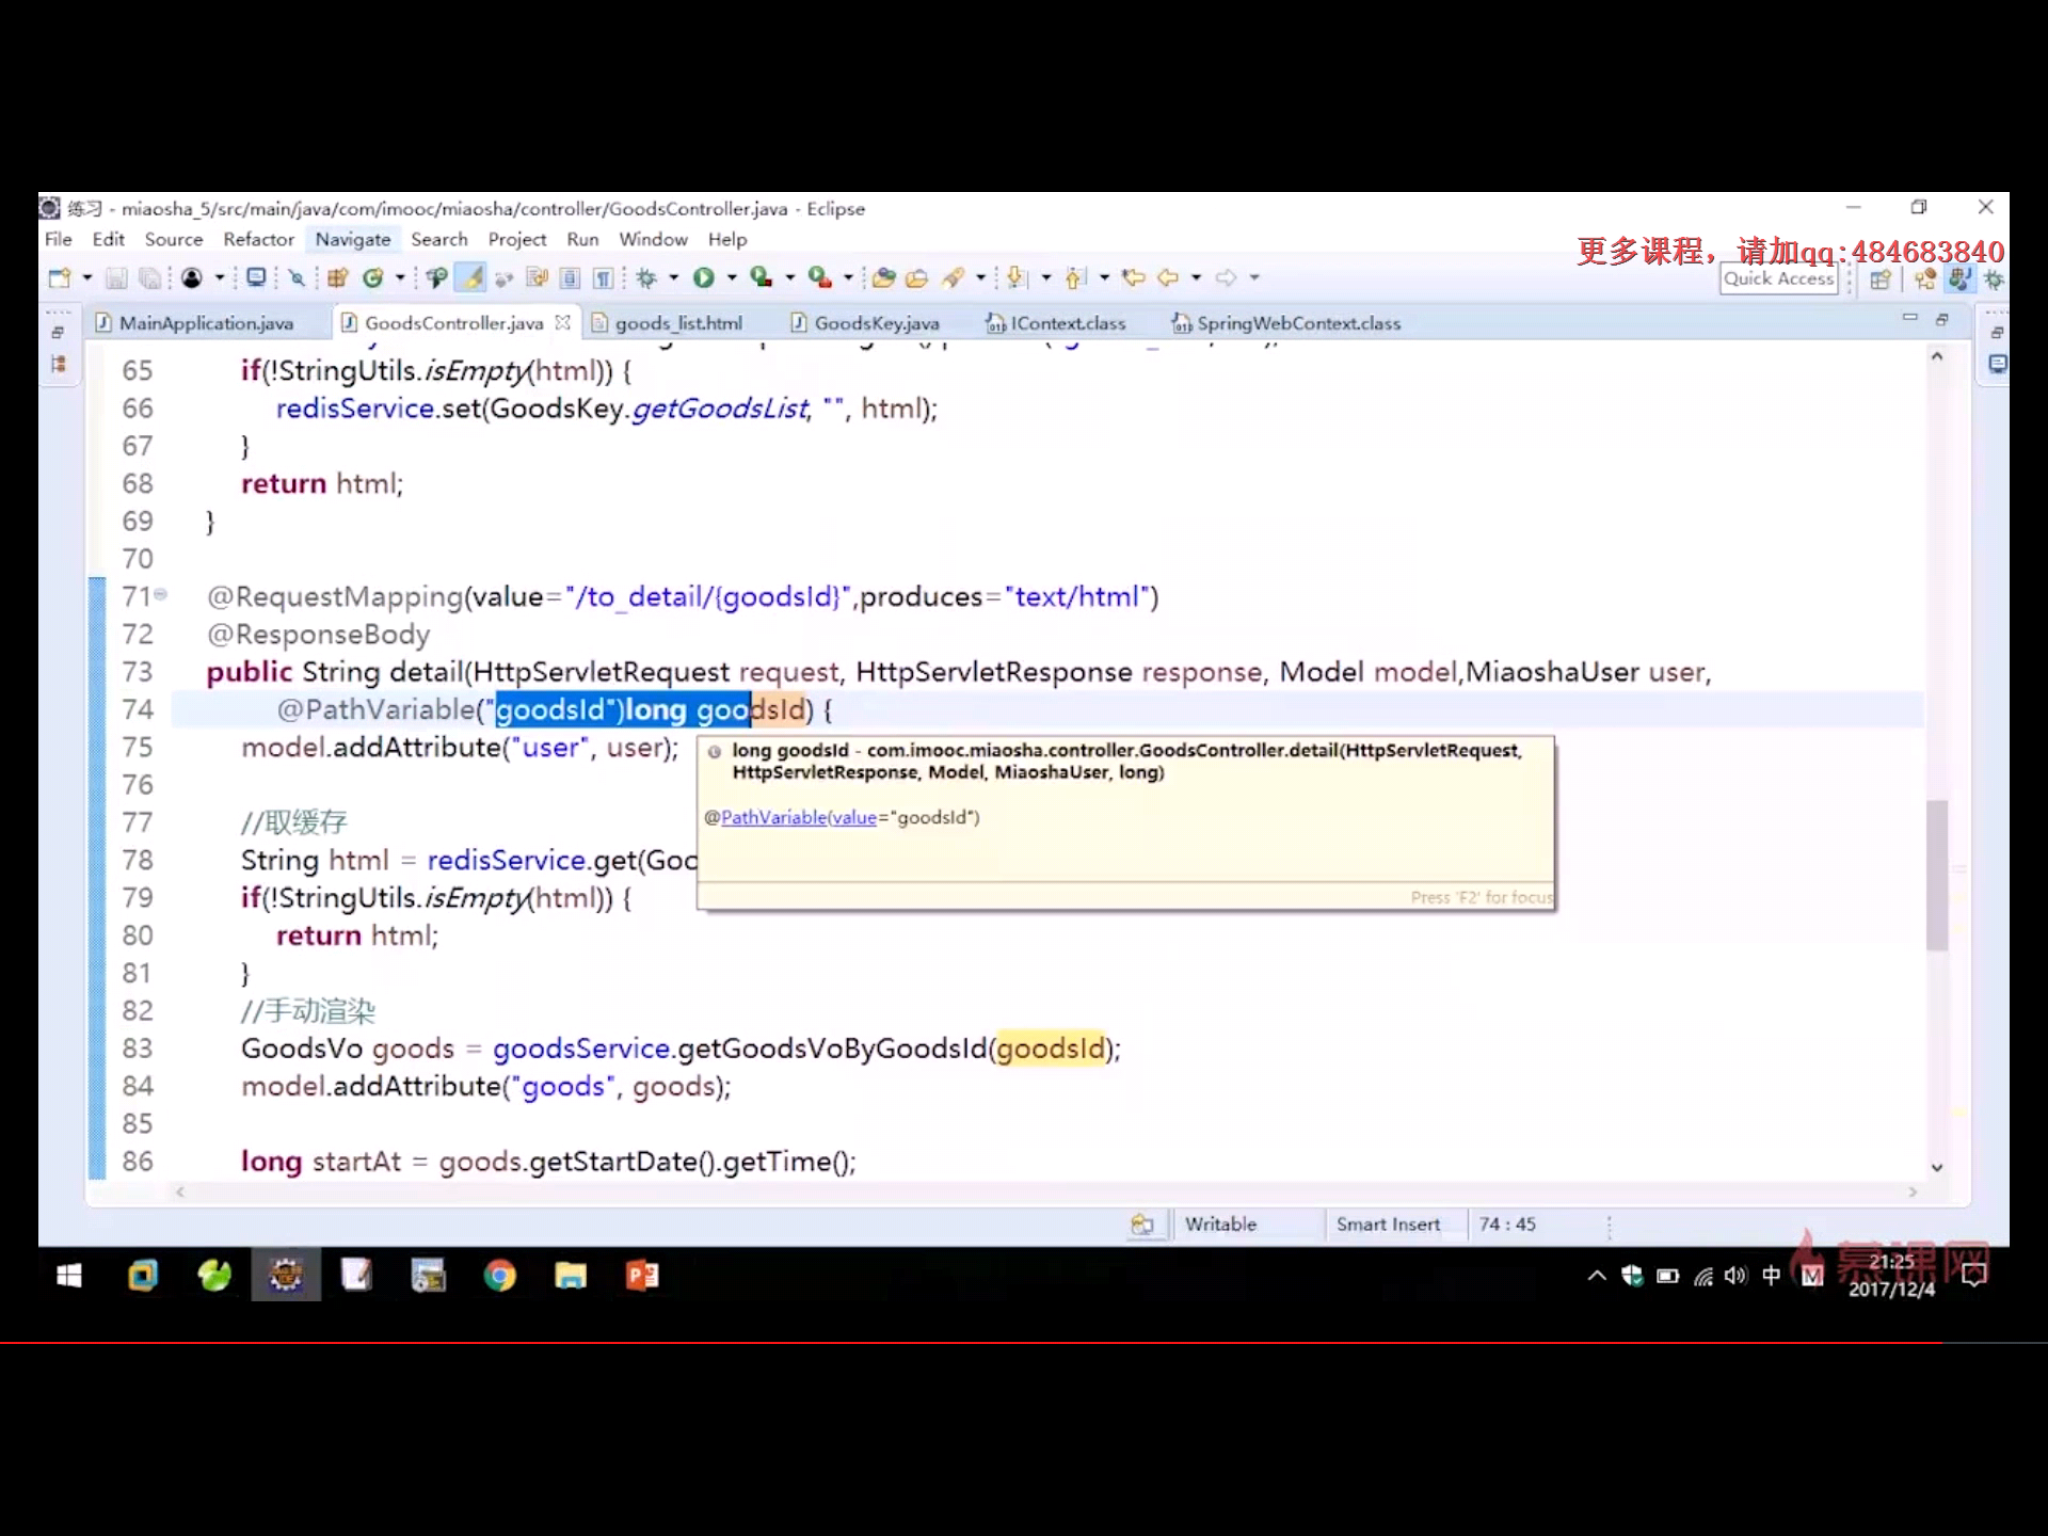 练习 - miaosha_5/src/main/java/com/imooc/miaosha/controller/GoodsController.java - Eclipse
File Edit Source Refactor Navigate Search Project Run Window Help
更多课程，请加qq:484683840
Quick Access
MainApplication.java GoodsController.java goods_list.html GoodsKey.java IContext.class SpringWebContext.class
65 if(!StringUtils.isEmpty(html)) {
66 redisService.set(GoodsKey.getGoodsList, "", html);
67 }
68 return html;
69 }
70
71 @RequestMapping(value="/to_detail/{goodsId}",produces="text/html")
72 @ResponseBody
73 public String detail(HttpServletRequest request, HttpServletResponse response, Model model,MiaoshaUser user,
74 @PathVariable("goodsId")long goodsId) {
75 model.addAttribute("user", user);
long goodsId - com.imooc.miaosha.controller.GoodsController.detail(HttpServletRequest,
HttpServletResponse, Model, MiaoshaUser, long)
76
77 //取缓存
@PathVariable(value="goodsId")
78 String html = redisService.get(Goo
79 if(!StringUtils.isEmpty(html)) {
Press 'F2' for focus
80 return html;
81 }
82 //手动渲染
83 GoodsVo goods = goodsService.getGoodsVoByGoodsId(goodsId);
84 model.addAttribute("goods", goods);
85
86 long startAt = goods.getStartDate().getTime();
Writable Smart Insert 74 : 45
中
慕课网
21:25
2017/12/4